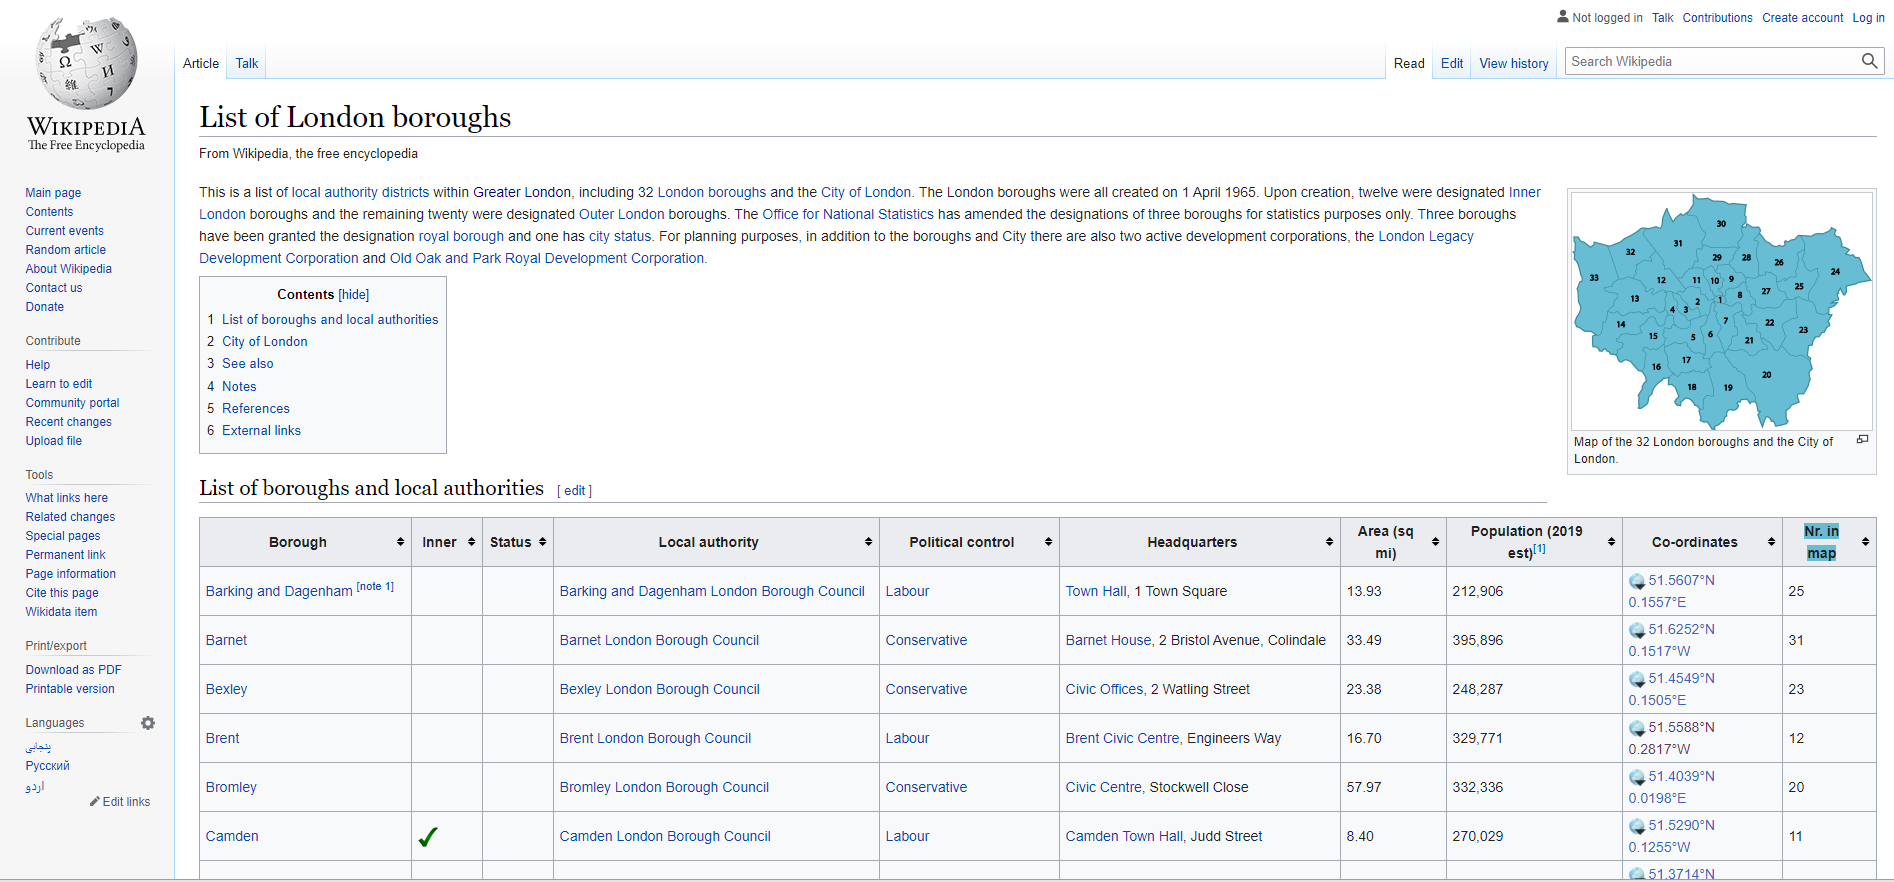 Not logged in Talk Contributions Create account Log in
Article Talk Read Edit View history Search Wikipedia
WIKIPEDIA
The Free Encyclopedia
Main page
Contents
Current events
Random article
About Wikipedia
Contact us
Donate
Contribute
Help
Learn to edit
Community portal
Recent changes
Upload file
Tools
What links here
Related changes
Special pages
Permanent link
Page information
Cite this page
Wikidata item
Print/export
Download as PDF
Printable version
Languages
پنجابی
Русский
اردو
Edit links
List of London boroughs
From Wikipedia, the free encyclopedia
This is a list of local authority districts within Greater London, including 32 London boroughs and the City of London. The London boroughs were all created on 1 April 1965. Upon creation, twelve were designated Inner
London boroughs and the remaining twenty were designated Outer London boroughs. The Office for National Statistics has amended the designations of three boroughs for statistics purposes only. Three boroughs
have been granted the designation royal borough and one has city status. For planning purposes, in addition to the boroughs and City there are also two active development corporations, the London Legacy
Development Corporation and Old Oak and Park Royal Development Corporation.
Contents [hide]
1 List of boroughs and local authorities
2 City of London
3 See also
4 Notes
5 References
6 External links
30
31
32
29 28 26
33
24
12 11 10 9
25
27
13
2 1 8
4 3
14
7 22
23
15 5 6
21
17
16
20
18 19
Map of the 32 London boroughs and the City of
London.
List of boroughs and local authorities [ edit ]
Borough Inner Status Local authority Political control Headquarters Area (sq mi) Population (2019 est)[1] Co-ordinates Nr. in map
Barking and Dagenham [note 1] Barking and Dagenham London Borough Council Labour Town Hall, 1 Town Square 13.93 212,906 51.5607°N 0.1557°E 25
Barnet Barnet London Borough Council Conservative Barnet House, 2 Bristol Avenue, Colindale 33.49 395,896 51.6252°N 0.1517°W 31
Bexley Bexley London Borough Council Conservative Civic Offices, 2 Watling Street 23.38 248,287 51.4549°N 0.1505°E 23
Brent Brent London Borough Council Labour Brent Civic Centre, Engineers Way 16.70 329,771 51.5588°N 0.2817°W 12
Bromley Bromley London Borough Council Conservative Civic Centre, Stockwell Close 57.97 332,336 51.4039°N 0.0198°E 20
Camden ✓ Camden London Borough Council Labour Camden Town Hall, Judd Street 8.40 270,029 51.5290°N 0.1255°W 11
51.3714°N